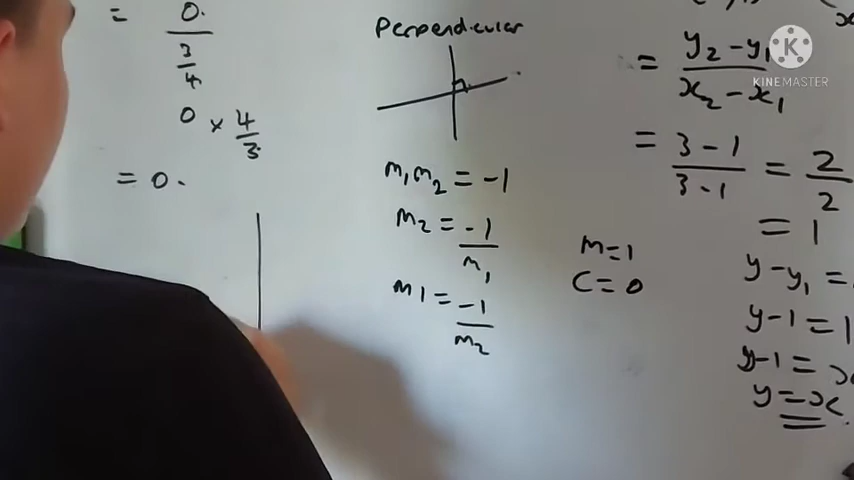 = 0.
3
4
0 × 4
3
= 0.
Perpendicular
m₁m₂ = -1
m₂ = -1
m₁
m1 = -1
m₂
m=1
C = 0
= y₂ - y₁
x₂ - x₁
= 3 - 1 = 2
3 - 1 2
= 1
y - y₁ =
y - 1 = 1
y - 1 = x
y = x
KINEMASTER